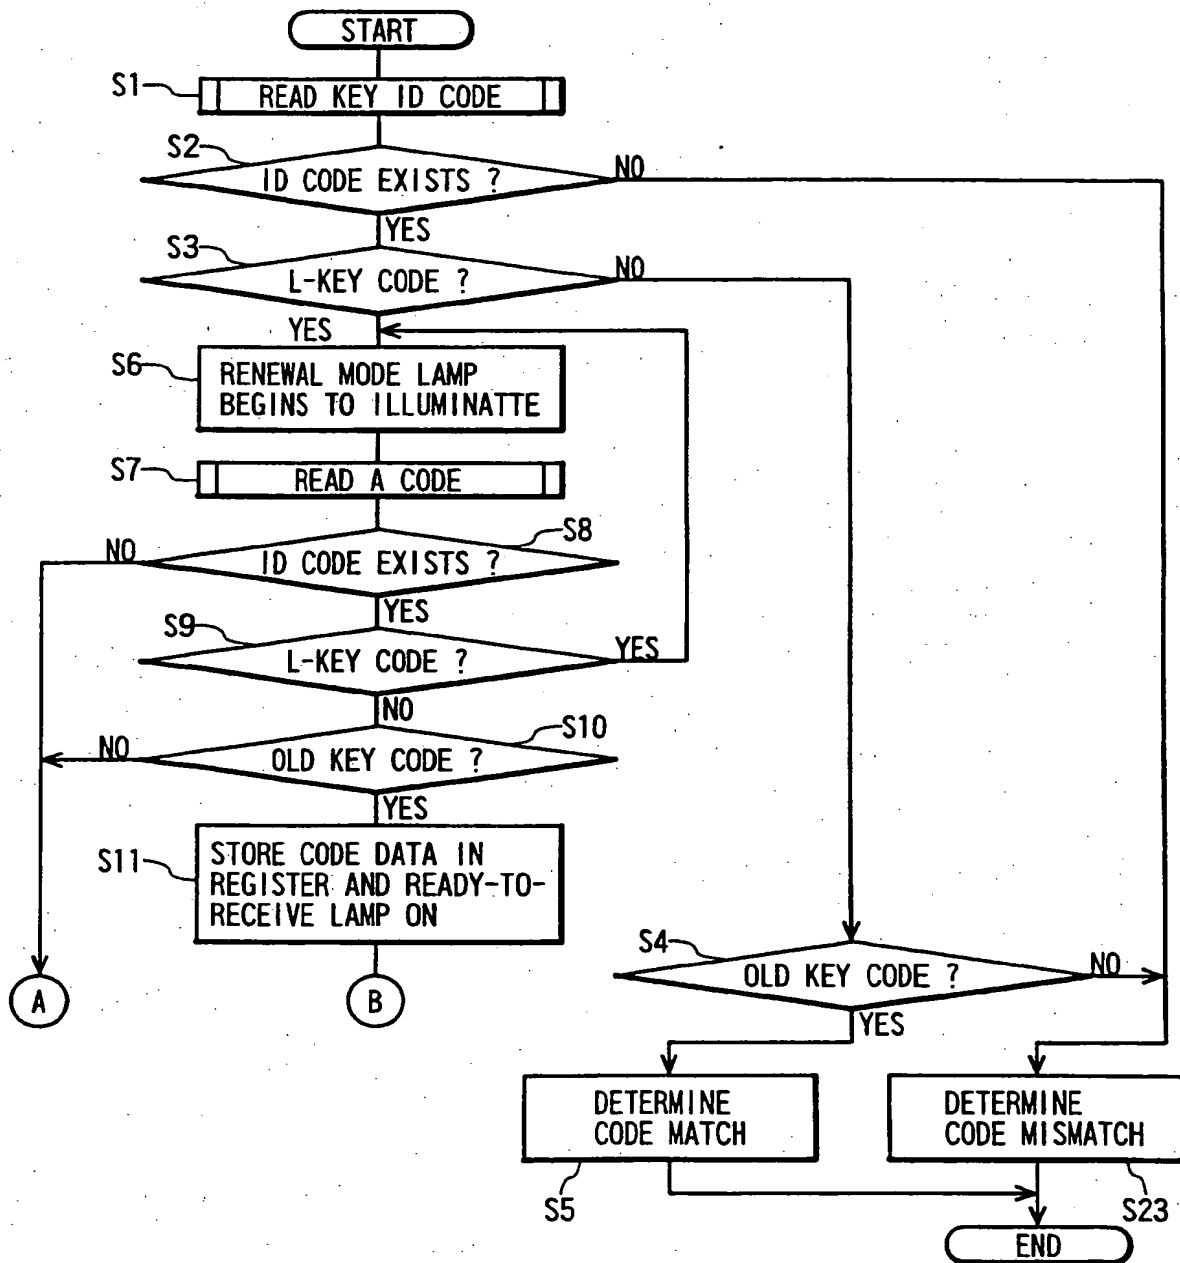 START
S1
READ KEY ID CODE
S2
ID CODE EXISTS ?
NO
YES
S3
L-KEY CODE ?
NO
YES
S6
RENEWAL MODE LAMP
BEGINS TO ILLUMINATTE
S7
READ A CODE
S8
NO
ID CODE EXISTS ?
YES
S9
L-KEY CODE ?
YES
NO
S10
NO
OLD KEY CODE ?
YES
S11
STORE CODE DATA IN
REGISTER AND READY-TO-
RECEIVE LAMP ON
A
B
S4
OLD KEY CODE ?
NO
YES
DETERMINE
CODE MATCH
S5
DETERMINE
CODE MISMATCH
S23
END